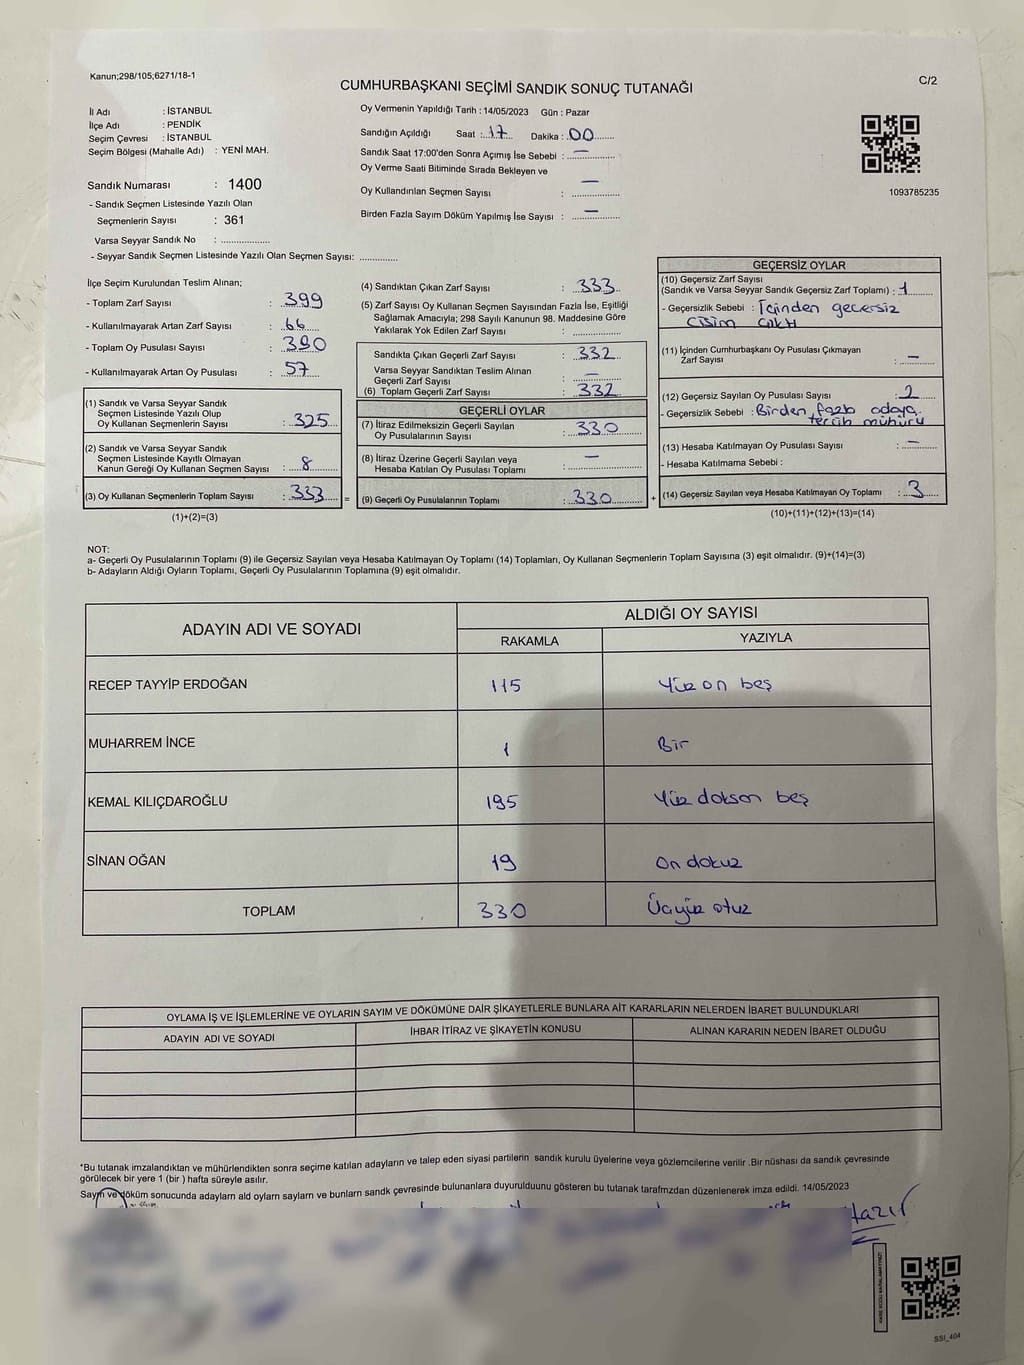 Kanun;298/105;6271/18-1
C/2
CUMHURBAŞKANI SEÇİMİ SANDIK SONUÇ TUTANAĞI
İl Adı : İSTANBUL
İlçe Adı : PENDİK
Seçim Çevresi : İSTANBUL
Seçim Bölgesi (Mahalle Adı) : YENİ MAH.
Sandık Numarası : 1400
- Sandık Seçmen Listesinde Yazılı Olan
Seçmenlerin Sayısı : 361
Varsa Seyyar Sandık No : ...................
- Seyyar Sandık Seçmen Listesinde Yazılı Olan Seçmen Sayısı: ..............
Oy Vermenin Yapıldığı Tarih : 14/05/2023 Gün : Pazar
Sandığın Açıldığı Saat : 17 Dakika : 00
Sandık Saat 17:00'den Sonra Açımış İse Sebebi : —
Oy Verme Saati Bitiminde Sırada Bekleyen ve
Oy Kullandırılan Seçmen Sayısı : —
Birden Fazla Sayım Döküm Yapılmış İse Sayısı : —
1093785235
İlçe Seçim Kurulundan Teslim Alınan;
- Toplam Zarf Sayısı : 399
- Kullanılmayarak Artan Zarf Sayısı : 66
- Toplam Oy Pusulası Sayısı : 390
- Kullanılmayarak Artan Oy Pusulası : 57
(1) Sandık ve Varsa Seyyar Sandık
Seçmen Listesinde Yazılı Olup
Oy Kullanan Seçmenlerin Sayısı : 325
(2) Sandık ve Varsa Seyyar Sandık
Seçmen Listesinde Kayıtlı Olmayan
Kanun Gereği Oy Kullanan Seçmen Sayısı : 8
(3) Oy Kullanan Seçmenlerin Toplam Sayısı : 333 =
(1)+(2)=(3)
(4) Sandıktan Çıkan Zarf Sayısı : 333
(5) Zarf Sayısı Oy Kullanan Seçmen Sayısından Fazla İse, Eşitliği
Sağlamak Amacıyla; 298 Sayılı Kanunun 98. Maddesine Göre
Yakılarak Yok Edilen Zarf Sayısı : ..............
Sandıkta Çıkan Geçerli Zarf Sayısı : 332
Varsa Seyyar Sandıktan Teslim Alınan
Geçerli Zarf Sayısı : —
(6) Toplam Geçerli Zarf Sayısı : 332
GEÇERLİ OYLAR
(7) İtiraz Edilmeksizin Geçerli Sayılan
Oy Pusulalarının Sayısı : 330
(8) İtiraz Üzerine Geçerli Sayılan veya
Hesaba Katılan Oy Pusulası Toplamı : —
(9) Geçerli Oy Pusulalarının Toplamı : 330 +
GEÇERSİZ OYLAR
(10) Geçersiz Zarf Sayısı
(Sandık ve Varsa Seyyar Sandık Geçersiz Zarf Toplamı) : 1
- Geçersizlik Sebebi : İçinden geçersiz
cisim çıktı
(11) İçinden Cumhurbaşkanı Oy Pusulası Çıkmayan
Zarf Sayısı : —
(12) Geçersiz Sayılan Oy Pusulası Sayısı : 2
- Geçersizlik Sebebi : Birden fazla adaya
tercih mühürü
(13) Hesaba Katılmayan Oy Pusulası Sayısı : —
- Hesaba Katılmama Sebebi :
(14) Geçersiz Sayılan veya Hesaba Katılmayan Oy Toplamı : 3
(10)+(11)+(12)+(13)=(14)
NOT:
a- Geçerli Oy Pusulalarının Toplamı (9) ile Geçersiz Sayılan veya Hesaba Katılmayan Oy Toplamı (14) Toplamları, Oy Kullanan Seçmenlerin Toplam Sayısına (3) eşit olmalıdır. (9)+(14)=(3)
b- Adayların Aldığı Oyların Toplamı, Geçerli Oy Pusulalarının Toplamına (9) eşit olmalıdır.
ADAYIN ADI VE SOYADI
ALDIĞI OY SAYISI
RAKAMLA YAZIYLA
RECEP TAYYİP ERDOĞAN 115 Yüz on beş
MUHARREM İNCE 1 Bir
KEMAL KILIÇDAROĞLU 195 Yüz doksan beş
SİNAN OĞAN 19 On dokuz
TOPLAM 330 Üçyüz otuz
OYLAMA İŞ VE İŞLEMLERİNE VE OYLARIN SAYIM VE DÖKÜMÜNE DAİR ŞİKAYETLERLE BUNLARA AİT KARARLARIN NELERDEN İBARET BULUNDUKLARI
ADAYIN ADI VE SOYADI İHBAR İTİRAZ VE ŞİKAYETİN KONUSU ALINAN KARARIN NEDEN İBARET OLDUĞU
*Bu tutanak imzalandıktan ve mühürlendikten sonra seçime katılan adayların ve talep eden siyasi partilerin sandık kurulu üyelerine veya gözlemcilerine verilir .Bir nüshası da sandık çevresinde
görülecek bir yere 1 (bir ) hafta süreyle asılır.
Sayım ve döküm sonucunda adayların ald oyların sayların ve bunların sandk çevresinde bulunanlara duyurulduunu gösteren bu tutanak tarafmzdan düzenlenerek imza edildi. 14/05/2023
SSI_404